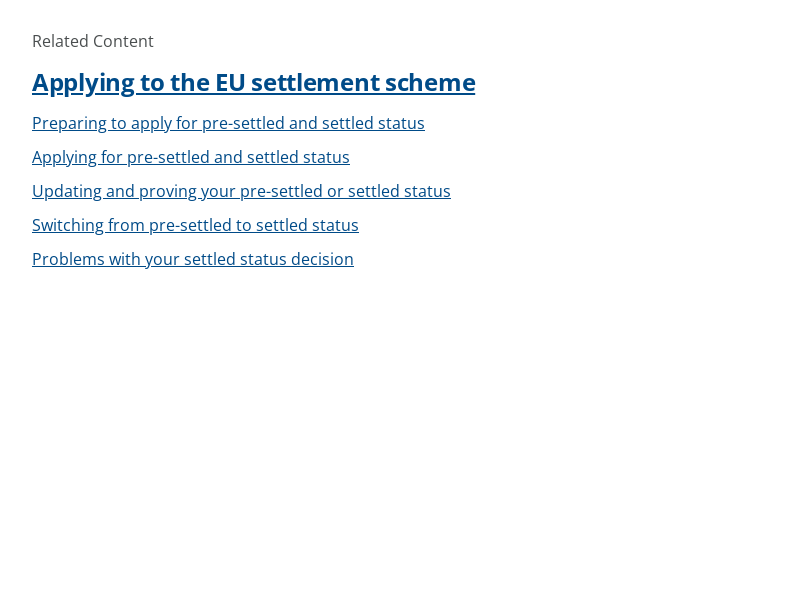 Related Content
Applying to the EU settlement scheme
Preparing to apply for pre-settled and settled status
Applying for pre-settled and settled status
Updating and proving your pre-settled or settled status
Switching from pre-settled to settled status
Problems with your settled status decision